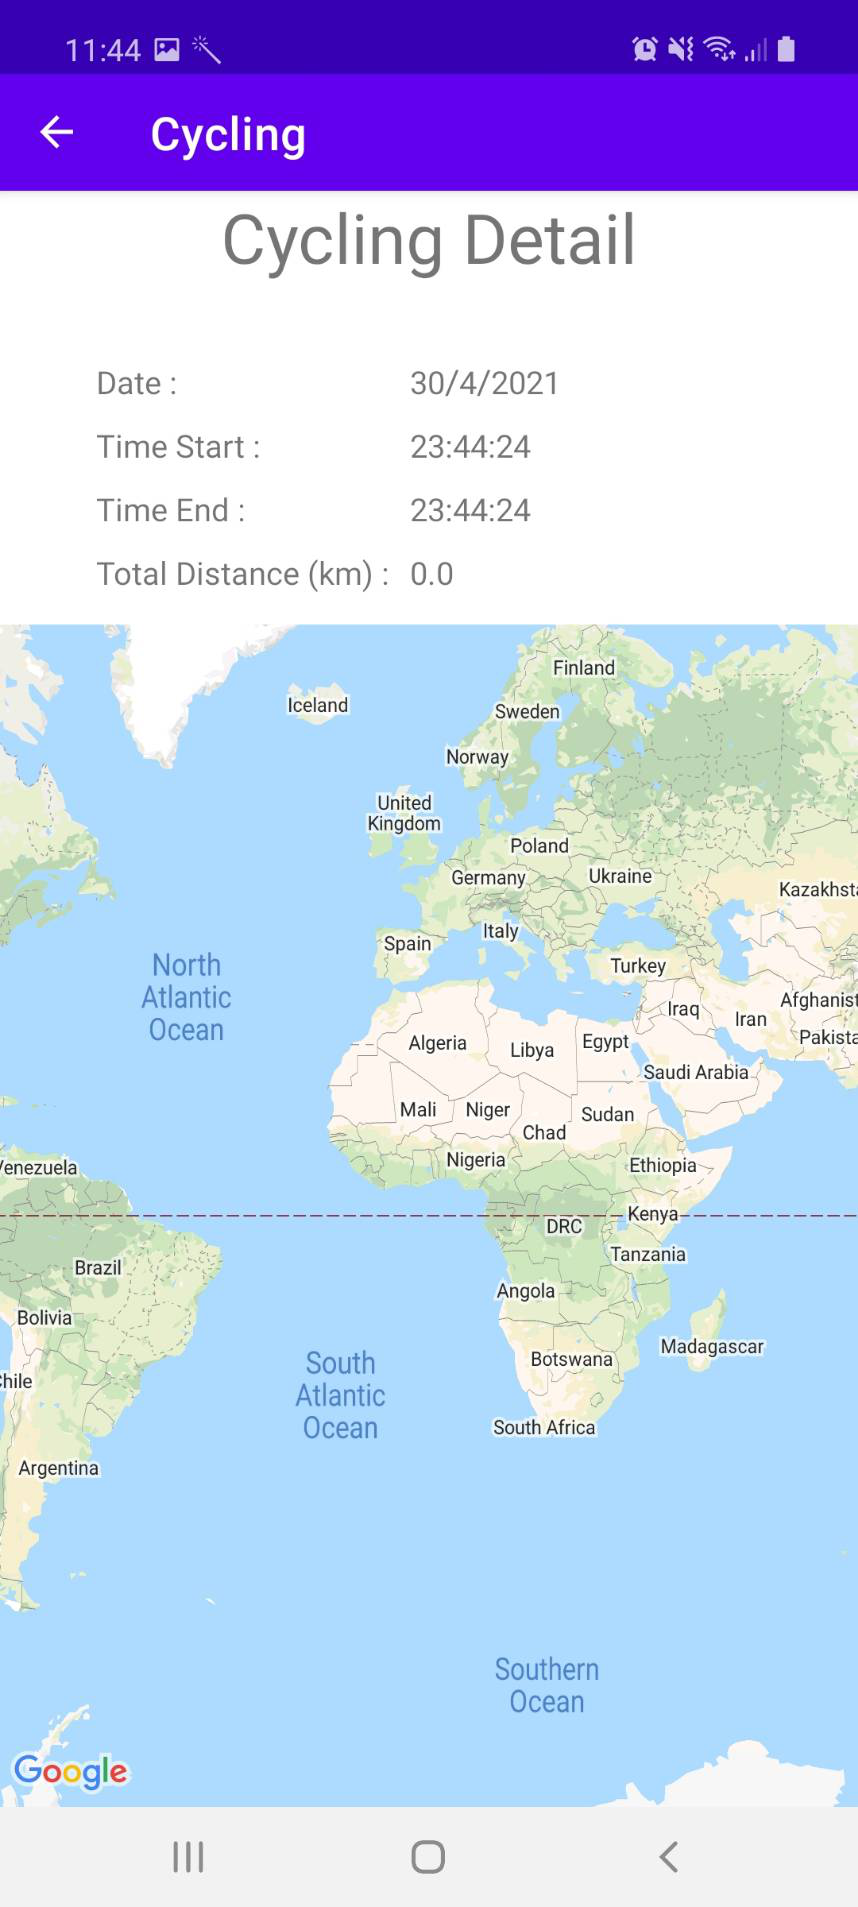 11:44
Cycling
Cycling Detail
Date :
30/4/2021
Time Start :
23:44:24
Time End :
23:44:24
Total Distance (km) :
0.0
Finland
Iceland
Sweden
Norway
United
Kingdom
Poland
Germany
Ukraine
Kazakhsta
Italy
Spain
North
Atlantic
Ocean
Turkey
Iraq
Iran
Afghanist
Pakista
Algeria
Libya
Egypt
Saudi Arabia
Mali
Niger
Sudan
Chad
Nigeria
Ethiopia
Venezuela
Kenya
DRC
Tanzania
Brazil
Angola
Bolivia
Madagascar
Botswana
South
Atlantic
Ocean
Chile
South Africa
Argentina
Southern
Ocean
Google